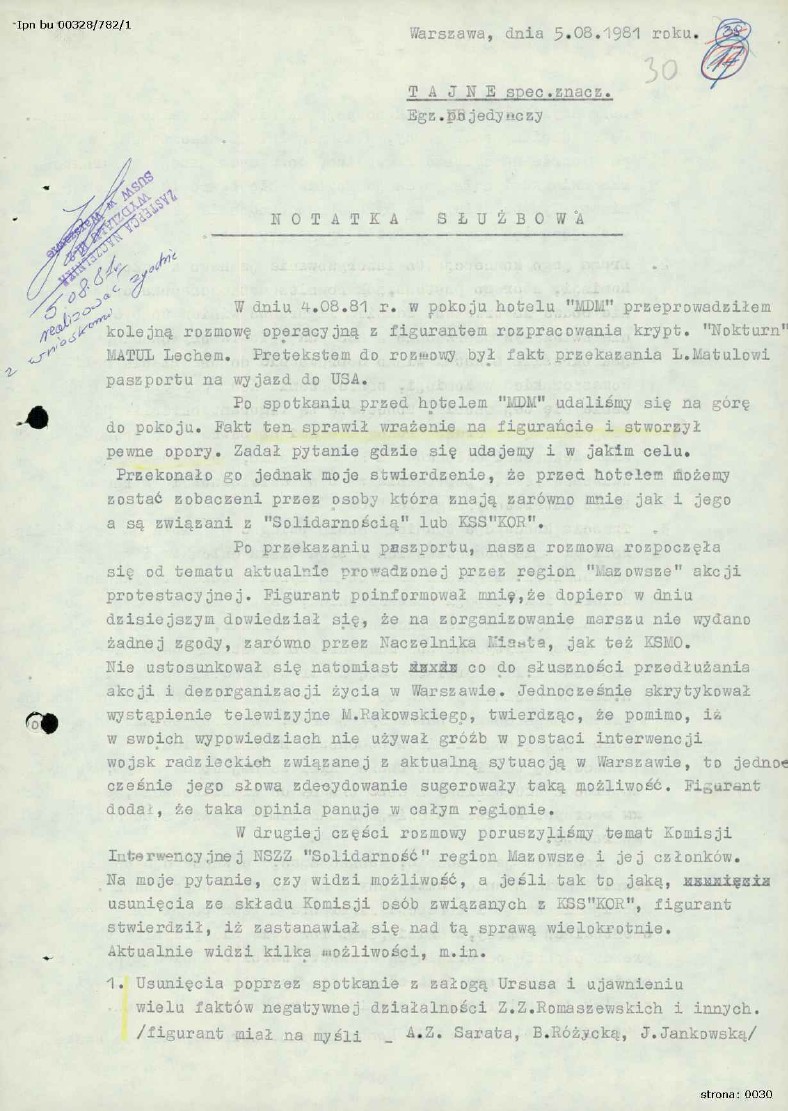 Ipn bu 00328/782/1
Warszawa, dnia 5.08.1981 roku.
38
14
30
T A J N E spec.znacz.
Egz.pojedynczy
ZASTĘPCA NACZELNIKA
WYDZIAŁU
SUSW w Warszawie
5.08.81r.
realizować zgodnie
z wnioskami
N O T A T K A   S Ł U Ż B O W A
W dniu 4.08.81 r. w pokoju hotelu "MDM" przeprowadziłem
kolejną rozmowę operacyjną z figurantem rozpracowania krypt. "Nokturn"
MATUL Lechem. Pretekstem do rozmowy był fakt przekazania L.Matulowi
paszportu na wyjazd do USA.
Po spotkaniu przed hotelem "MDM" udaliśmy się na górę
do pokoju. Fakt ten sprawił wrażenie na figurańcie i stworzył
pewne opory. Zadał pytanie gdzie się udajemy i w jakim celu.
Przekonało go jednak moje stwierdzenie, że przed hotelem możemy
zostać zobaczeni przez osoby która znają zarówno mnie jak i jego
a są związani z "Solidarnością" lub KSS"KOR".
Po przekazaniu paszportu, nasza rozmowa rozpoczęła
się od tematu aktualnie prowadzonej przez region "Mazowsze" akcji
protestacyjnej. Figurant poinformował mnię,że dopiero w dniu
dzisiejszym dowiedział się, że na zorganizowanie marszu nie wydano
żadnej zgody, zarówno przez Naczelnika Miasta, jak też KSMO.
Nie ustosunkował się natomiast co do słuszności przedłużania
akcji i dezorganizacji życia w Warszawie. Jednocześnie skrytykował
wystąpienie telewizyjne M.Rakowskiego, twierdząc, że pomimo, iż
w swoich wypowiedziach nie używał gróźb w postaci interwencji
wojsk radzieckich związanej z aktualną sytuacją w Warszawie, to jedno
cześnie jego słowa zdecydowanie sugerowały taką możliwość. Figurant
dodał, że taka opinia panuje w całym regionie.
W drugiej części rozmowy poruszyliśmy temat Komisji
Interwencyjnej NSZZ "Solidarność" region Mazowsze i jej członków.
Na moje pytanie, czy widzi możliwość, a jeśli tak to jaką,
usunięcia ze składu Komisji osób związanych z KSS"KOR", figurant
stwierdził, iż zastanawiał się nad tą sprawą wielokrotnie.
Aktualnie widzi kilka możliwości, m.in.
1. Usunięcia poprzez spotkanie z załogą Ursusa i ujawnieniu
wielu faktów negatywnej działalności Z.Z.Romaszewskich i innych.
/figurant miał na myśli _ A.Z. Sarata, B.Różycką, J.Jankowską/
strona: 0030